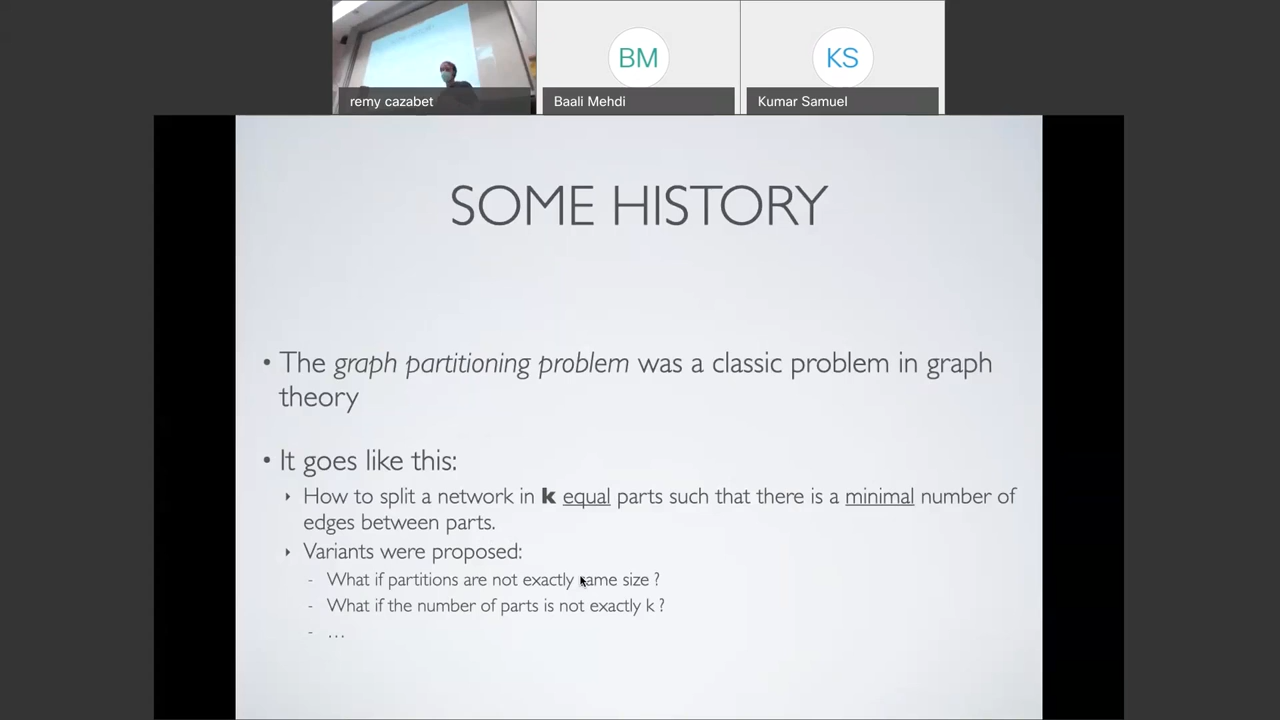 BM
KS
remy cazabet
Baali Mehdi
Kumar Samuel
SOME HISTORY
• The graph partitioning problem was a classic problem in graph
theory
• It goes like this:
‣ How to split a network in k equal parts such that there is a minimal number of
edges between parts.
‣ Variants were proposed:
- What if partitions are not exactly same size ?
- What if the number of parts is not exactly k ?
- …